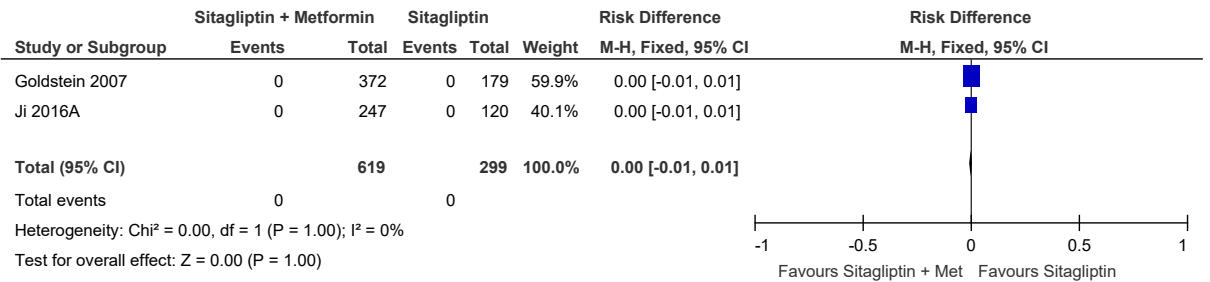 Sitagliptin + Metformin Sitagliptin Risk Difference Risk Difference
Study or Subgroup Events Total Events Total Weight M-H, Fixed, 95% CI M-H, Fixed, 95% CI
Goldstein 2007 0 372 0 179 59.9% 0.00 [-0.01, 0.01]
Ji 2016A 0 247 0 120 40.1% 0.00 [-0.01, 0.01]
Total (95% CI) 619 299 100.0% 0.00 [-0.01, 0.01]
Total events 0 0
Heterogeneity: Chi² = 0.00, df = 1 (P = 1.00); I² = 0%
Test for overall effect: Z = 0.00 (P = 1.00)
-1 -0.5 0 0.5 1
Favours Sitagliptin + Met Favours Sitagliptin